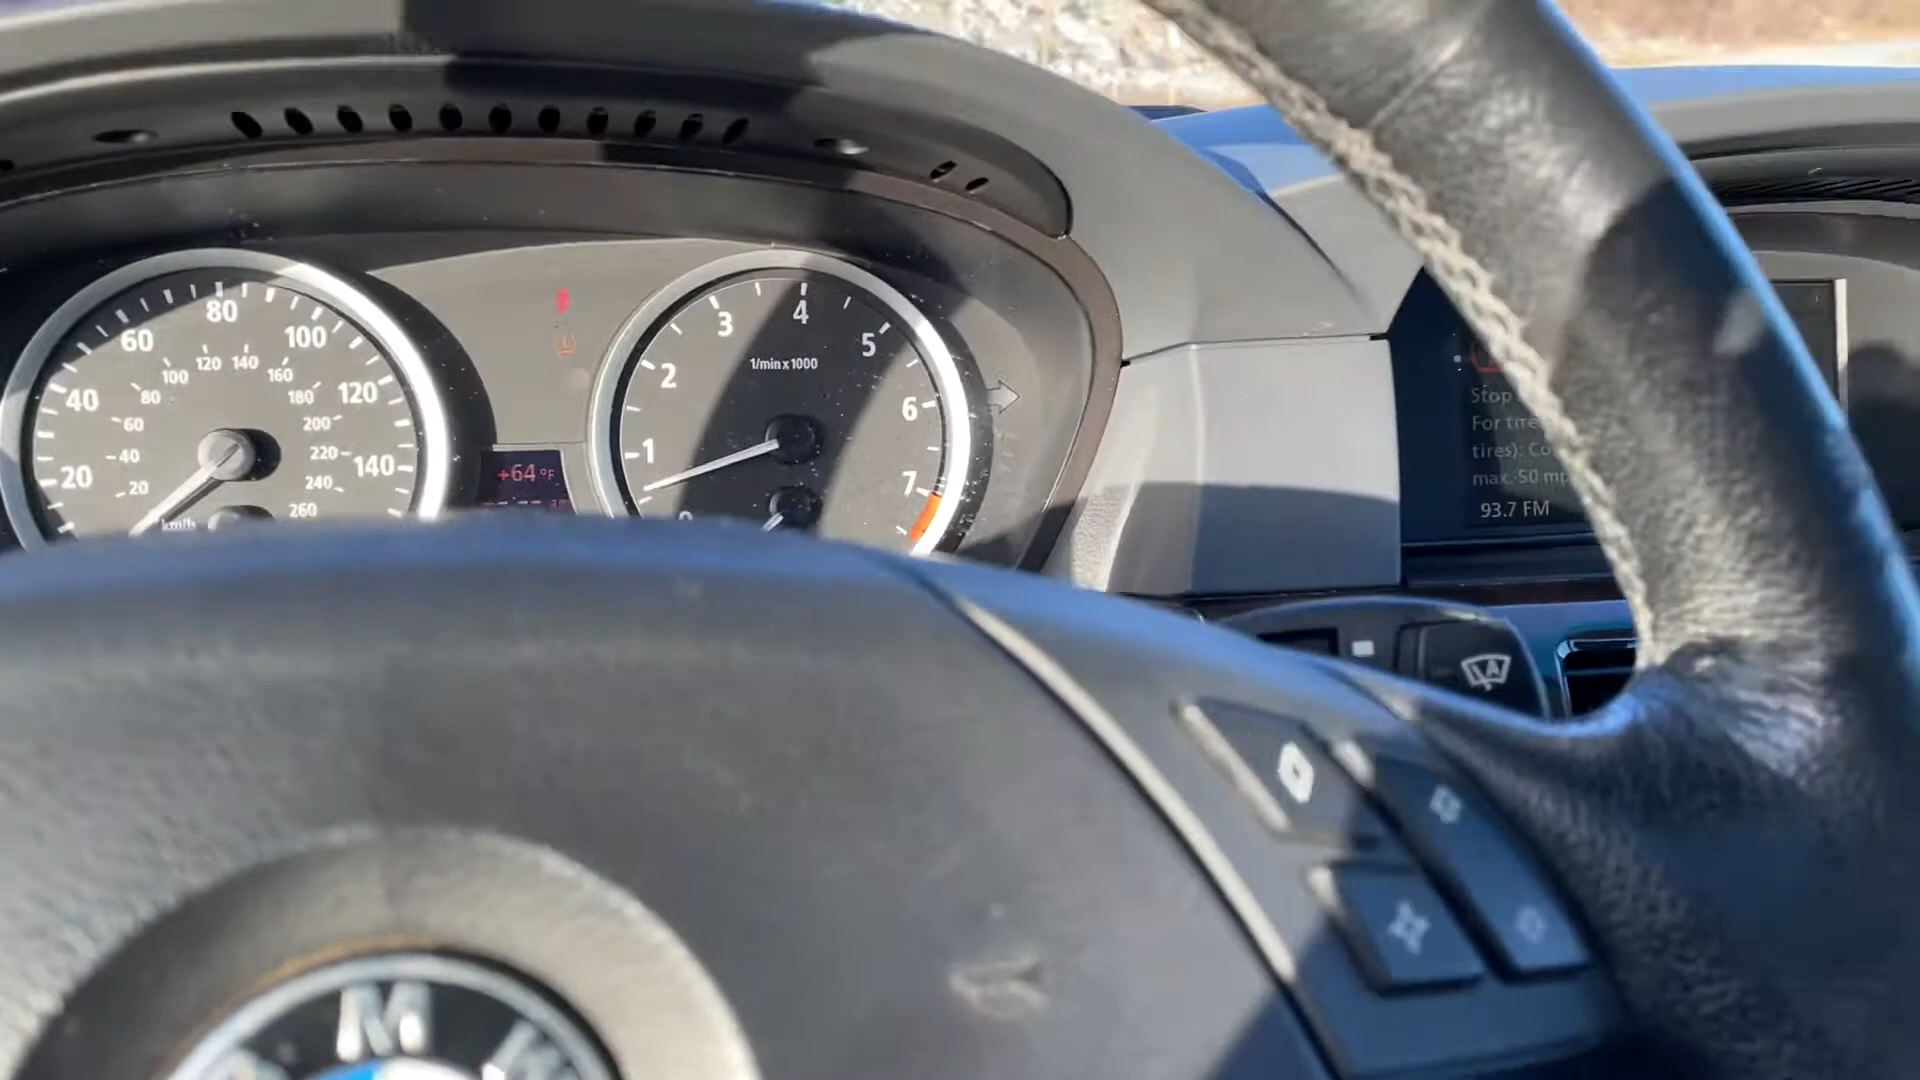 20
40
60
80
100
120
140
20
40
60
80
100
120
140
160
180
200
220
240
260
km/h
+64 °F
1
2
3
4
5
6
7
1/min x 1000
Stop
For tire
tires):
max. 50
93.7 FM
A
M